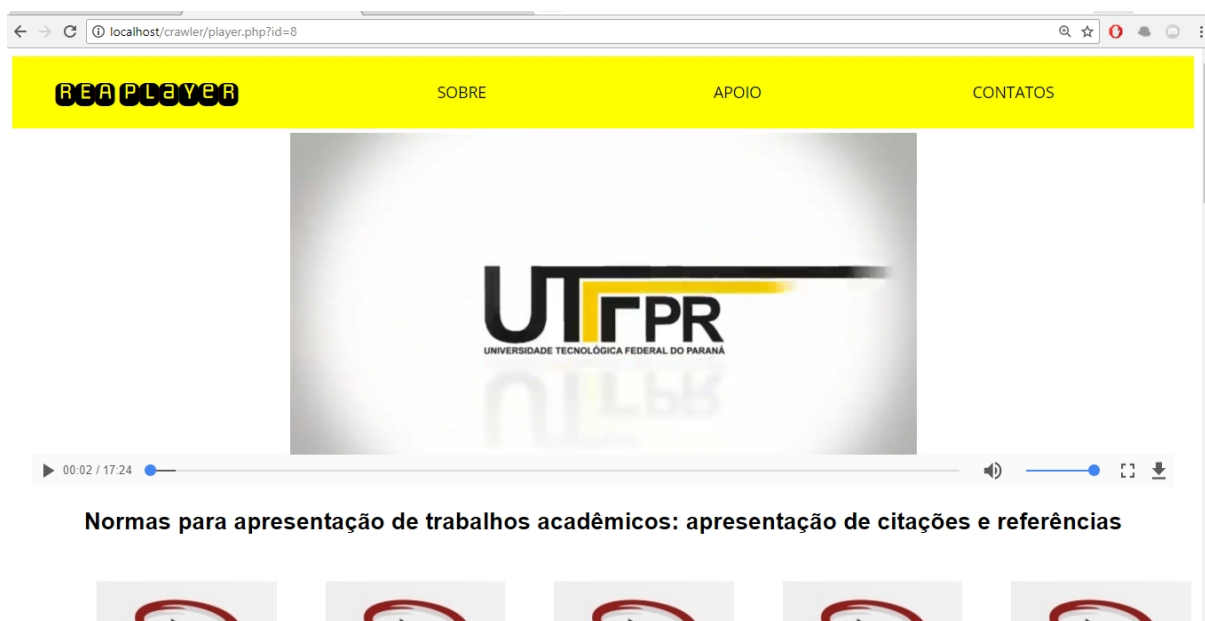 localhost/crawler/player.php?id=8
REA PLAYER
SOBRE
APOIO
CONTATOS
UTFPR
UNIVERSIDADE TECNOLÓGICA FEDERAL DO PARANÁ
00:02 / 17:24
Normas para apresentação de trabalhos acadêmicos: apresentação de citações e referências